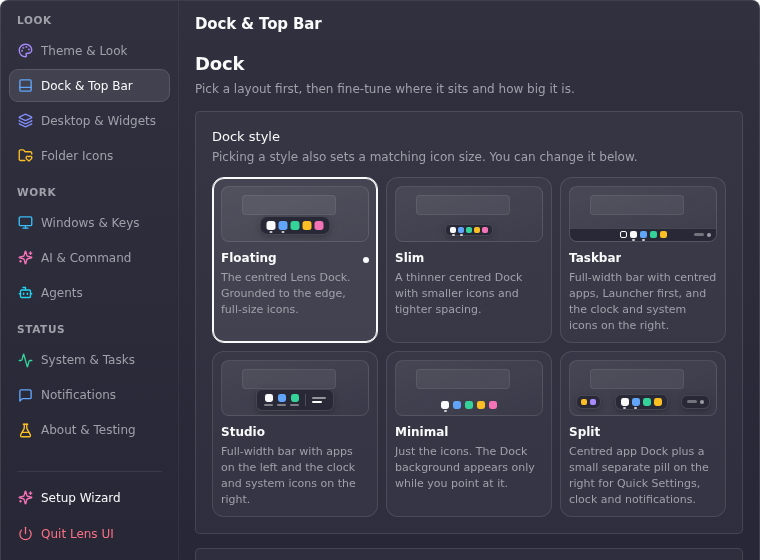 LOOK
Theme & Look
Dock & Top Bar
Desktop & Widgets
Folder Icons
WORK
Windows & Keys
AI & Command
Agents
STATUS
System & Tasks
Notifications
About & Testing
Setup Wizard
Quit Lens UI
Dock & Top Bar
Dock
Pick a layout first, then fine-tune where it sits and how big it is.
Dock style
Picking a style also sets a matching icon size. You can change it below.
Floating
The centred Lens Dock.
Grounded to the edge,
full-size icons.
Slim
A thinner centred Dock
with smaller icons and
tighter spacing.
Taskbar
Full-width bar with centred
apps, Launcher first, and
the clock and system
icons on the right.
Studio
Full-width bar with apps
on the left and the clock
and system icons on the
right.
Minimal
Just the icons. The Dock
background appears only
while you point at it.
Split
Centred app Dock plus a
small separate pill on the
right for Quick Settings,
clock and notifications.